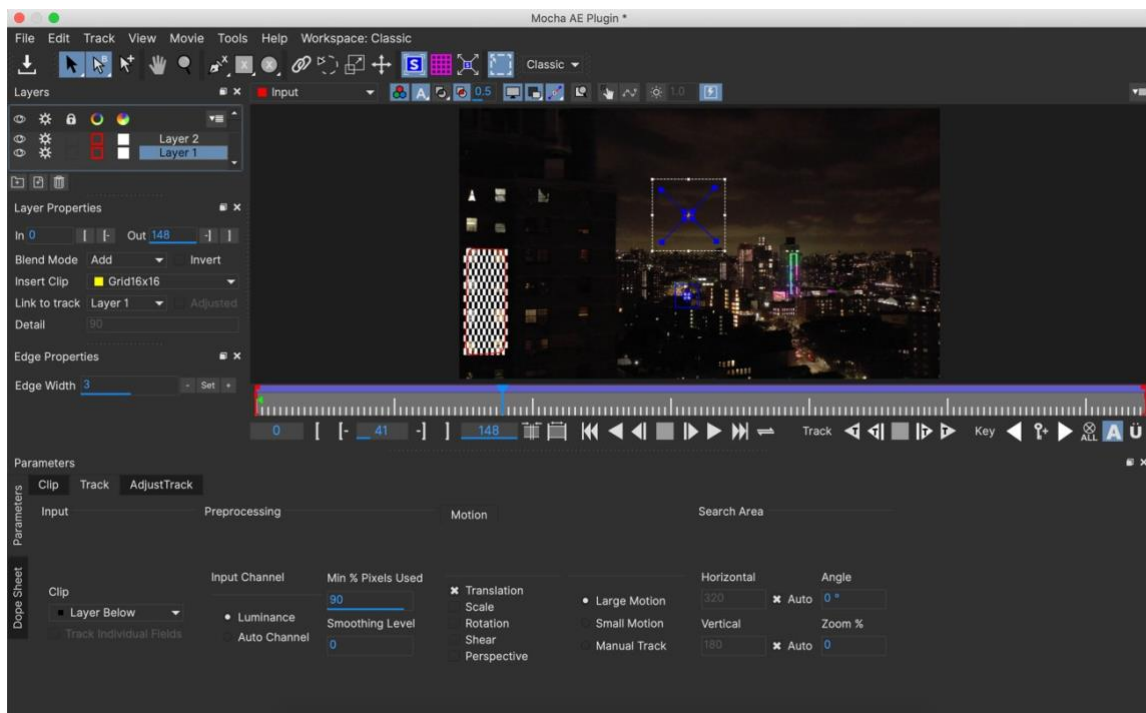 Mocha AE Plugin *
File Edit Track View Movie Tools Help Workspace: Classic
S Classic
Layers
Input A 0.5 1.0
Layer 2
Layer 1
Layer Properties
In 0 [ [- Out 148 -] ]
Blend Mode Add Invert
Insert Clip Grid16x16
Link to track Layer 1 Adjusted
Detail 90
Edge Properties
Edge Width 3 - Set +
0 [ [- 41 -] ] 148 Track T T Key ALL A Ü
Parameters
Parameters
Dope Sheet
Clip Track AdjustTrack
Input Preprocessing Motion Search Area
Input Channel Min % Pixels Used Horizontal Angle
Clip 90 Translation 320 Auto 0 °
Layer Below Luminance Scale Large Motion
Smoothing Level Rotation Small Motion Vertical Zoom %
Track Individual Fields Auto Channel 0 Shear Manual Track 180 Auto 0
Perspective